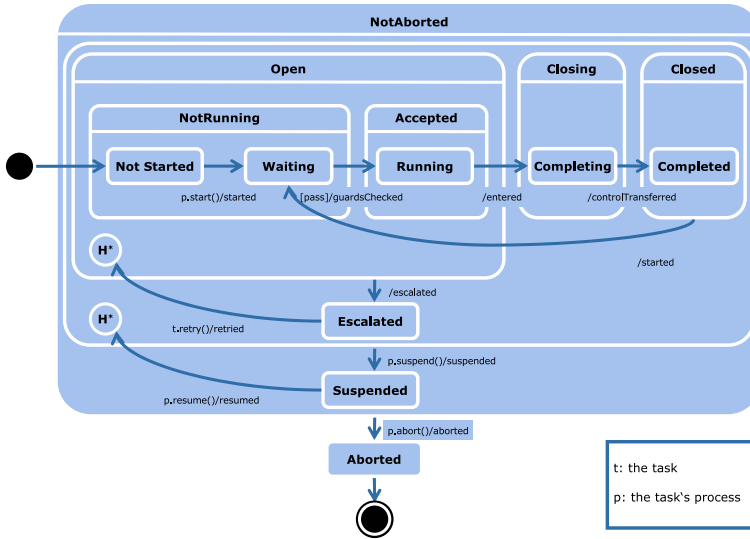 NotAborted
Open
Closing
Closed
NotRunning
Accepted
Not Started
Waiting
Running
Completing
Completed
p.start()/started
[pass]/guardsChecked
/entered
/controlTransferred
H*
/started
/escalated
H*
Escalated
t.retry()/retried
p.suspend()/suspended
Suspended
p.resume()/resumed
p.abort()/aborted
Aborted
t: the task
p: the task‘s process